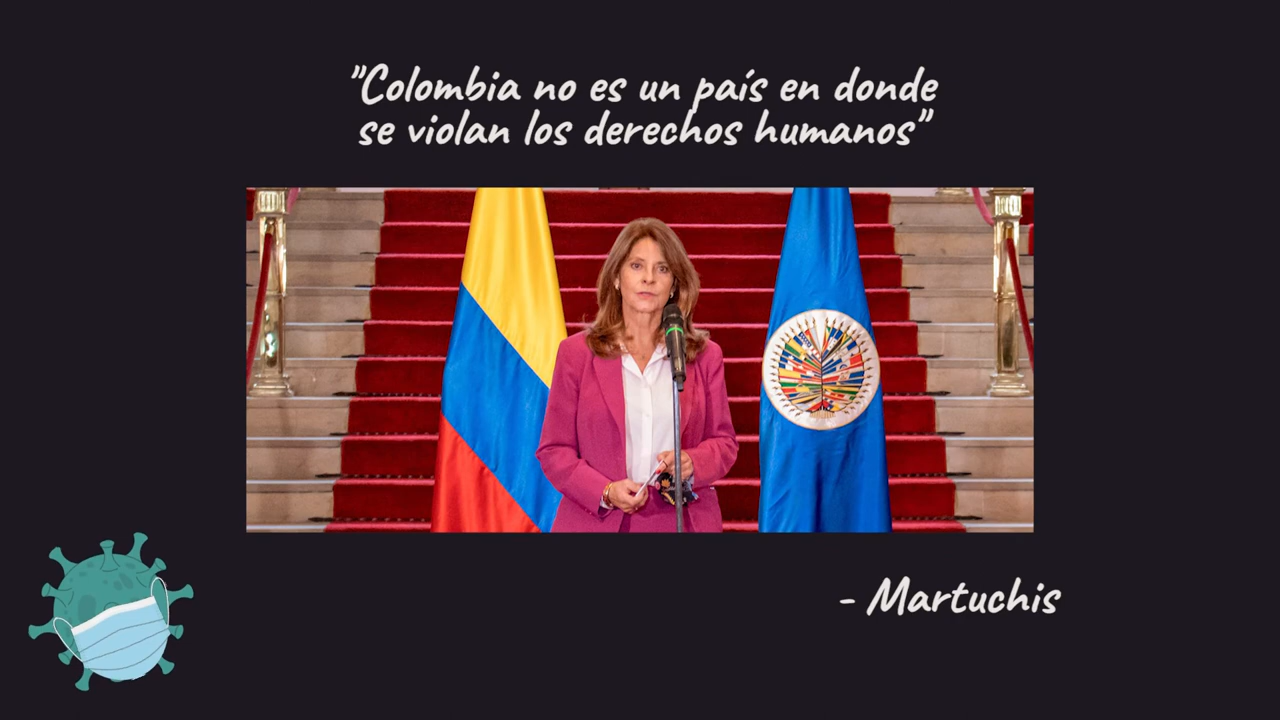 "Colombia no es un país en donde
se violan los derechos humanos"
- Martuchis